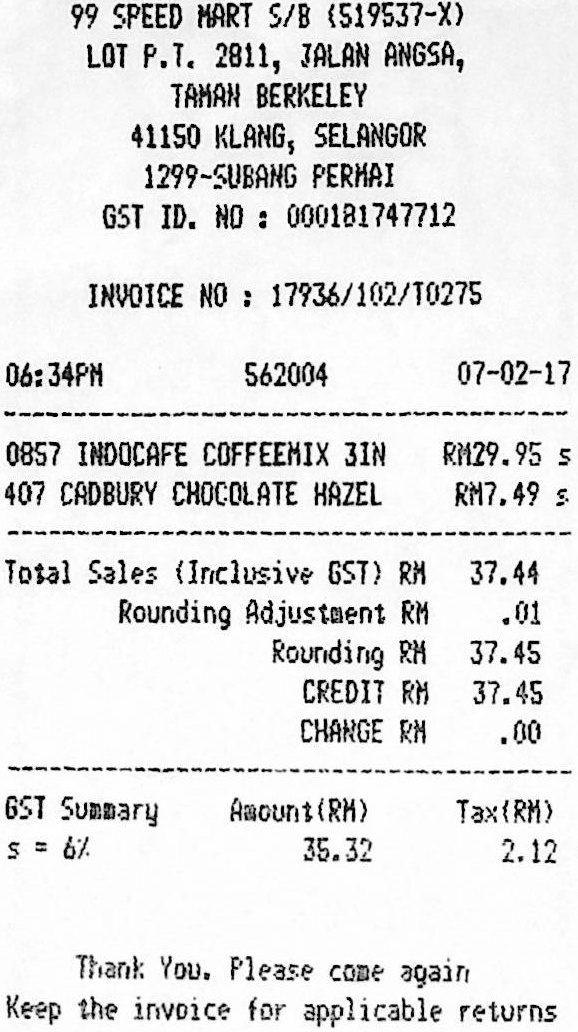 99 SPEED MART S/B (519537-X)
LOT P.T. 2811, JALAN ANGSA,
TAMAN BERKELEY
41150 KLANG, SELANGOR
1299-SUBANG PERMAI
GST ID. NO : 000181747712
INVOICE NO : 17936/102/T0275
06:34PM 562004 07-02-17
0857 INDOCAFE COFFEEMIX 3IN RM29.95 s
407 CADBURY CHOCOLATE HAZEL RM7.49 s
Total Sales (Inclusive GST) RM 37.44
Rounding Adjustment RM .01
Rounding RM 37.45
CREDIT RM 37.45
CHANGE RM .00
GST Summary Amount(RM) Tax(RM)
s = 6% 35.32 2.12
Thank You. Please come again
Keep the invoice for applicable returns